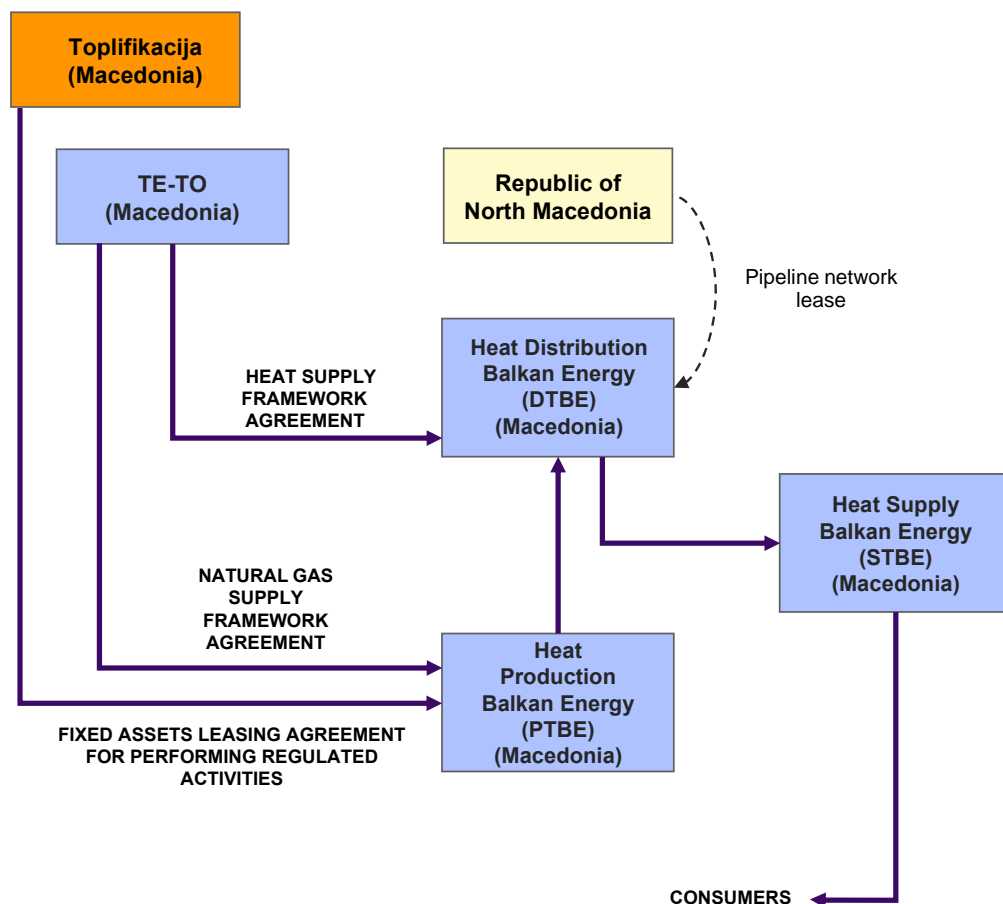 Toplifikacija
(Macedonia)
TE-TO
(Macedonia)
Republic of
North Macedonia
Pipeline network
lease
Heat Distribution
Balkan Energy
(DTBE)
(Macedonia)
HEAT SUPPLY
FRAMEWORK
AGREEMENT
Heat Supply
Balkan Energy
(STBE)
(Macedonia)
NATURAL GAS
SUPPLY
FRAMEWORK
AGREEMENT
Heat
Production
Balkan Energy
(PTBE)
(Macedonia)
FIXED ASSETS LEASING AGREEMENT
FOR PERFORMING REGULATED
ACTIVITIES
CONSUMERS